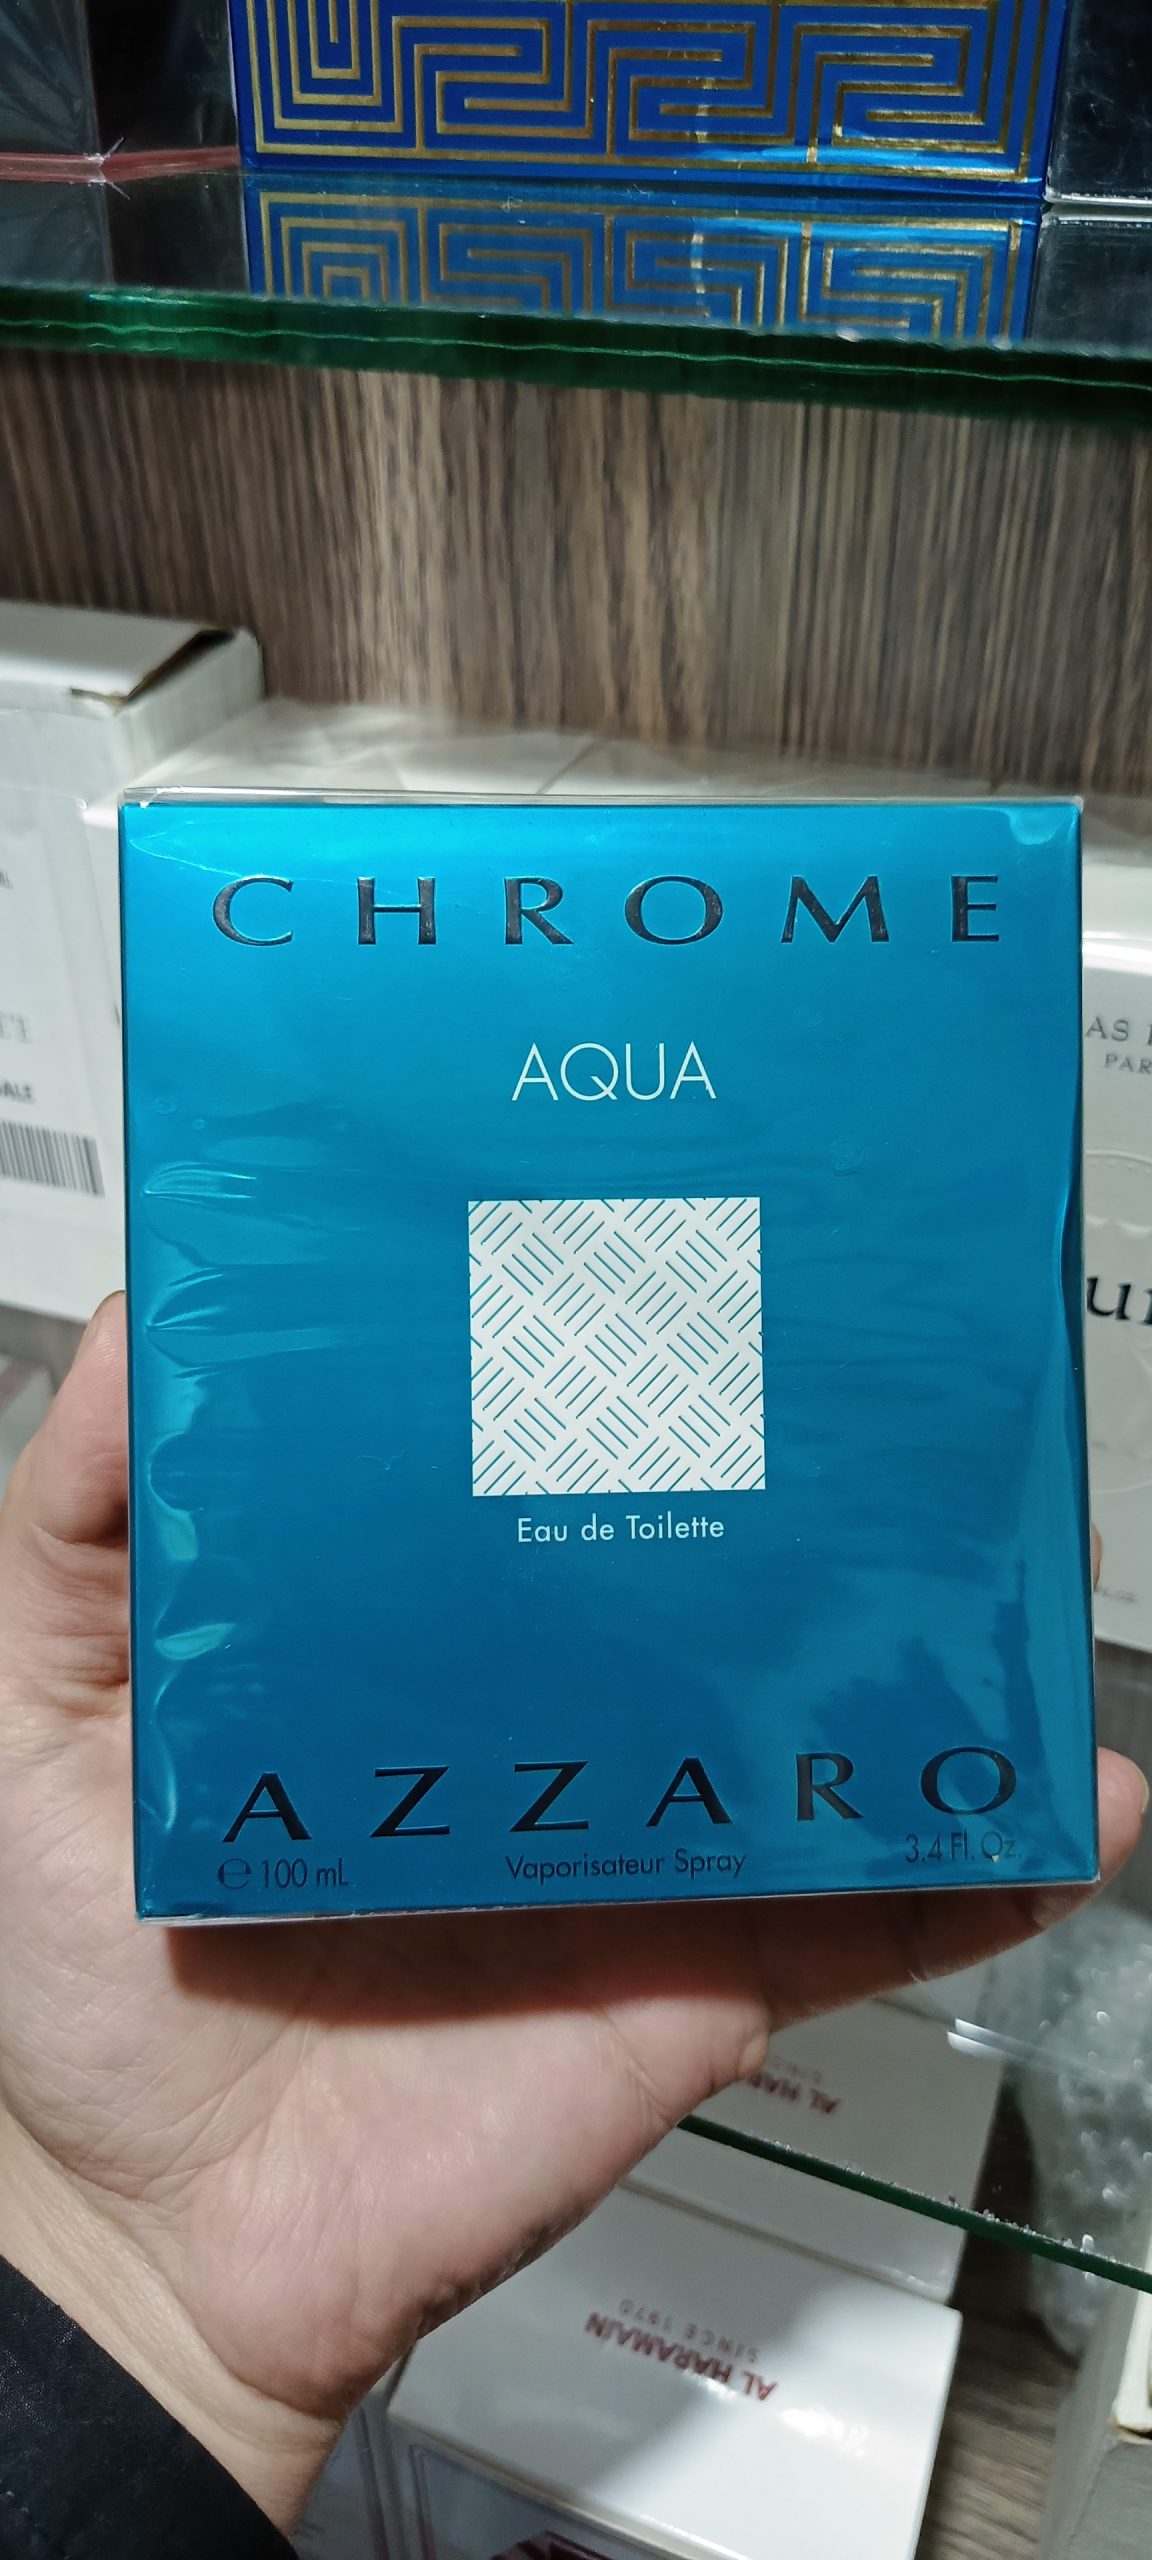 CHROME
AQUA
Eau de Toilette
AZZARO
e 100 mL
Vaporisateur Spray
3.4 Fl. Oz.
AL HARAMAIN
SINCE 1970